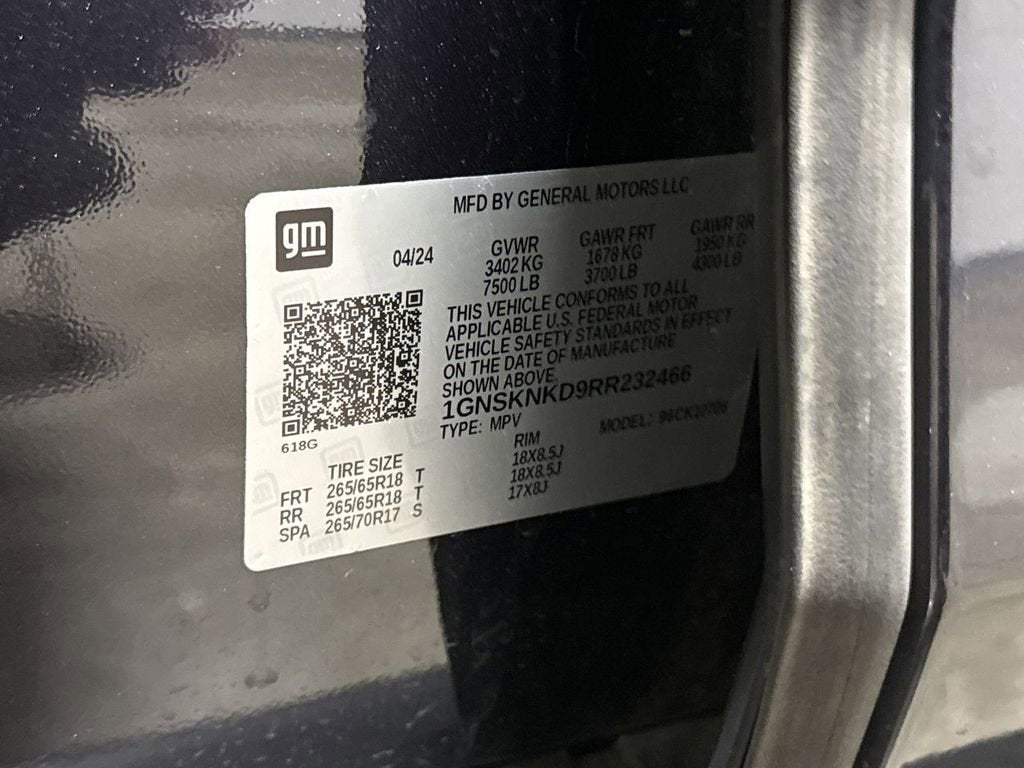 gm
MFD BY GENERAL MOTORS LLC
04/24
GVWR
3402 KG
7500 LB
GAWR FRT
1678 KG
3700 LB
GAWR RR
1950 KG
4300 LB
THIS VEHICLE CONFORMS TO ALL
APPLICABLE U.S. FEDERAL MOTOR
VEHICLE SAFETY STANDARDS IN EFFECT
ON THE DATE OF MANUFACTURE
SHOWN ABOVE.
1GNSKNKD9RR232466
TYPE: MPV
MODEL:
618G
TIRE SIZE RIM
FRT 265/65R18 T 18X8.5J
RR 265/65R18 T 18X8.5J
SPA 265/70R17 S 17X8J